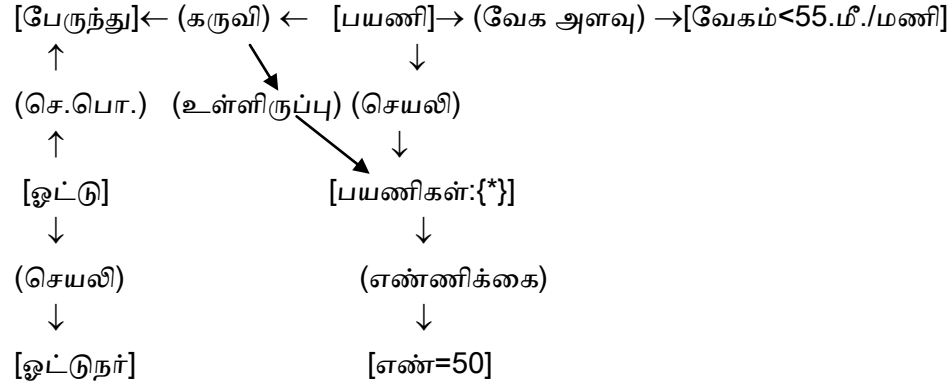 [பேருந்து]← (கருவி) ← [பயணி]→ (வேக அளவு) →[வேகம்<55.மீ./மணி]
↑ ↓
(செ.பொ.) (உள்ளிருப்பு) (செயலி)
↑ ↓
[ஓட்டு] [பயணிகள்:{*}]
↓ ↓
(செயலி) (எண்ணிக்கை)
↓ ↓
[ஓட்டுநர்] [எண்=50]